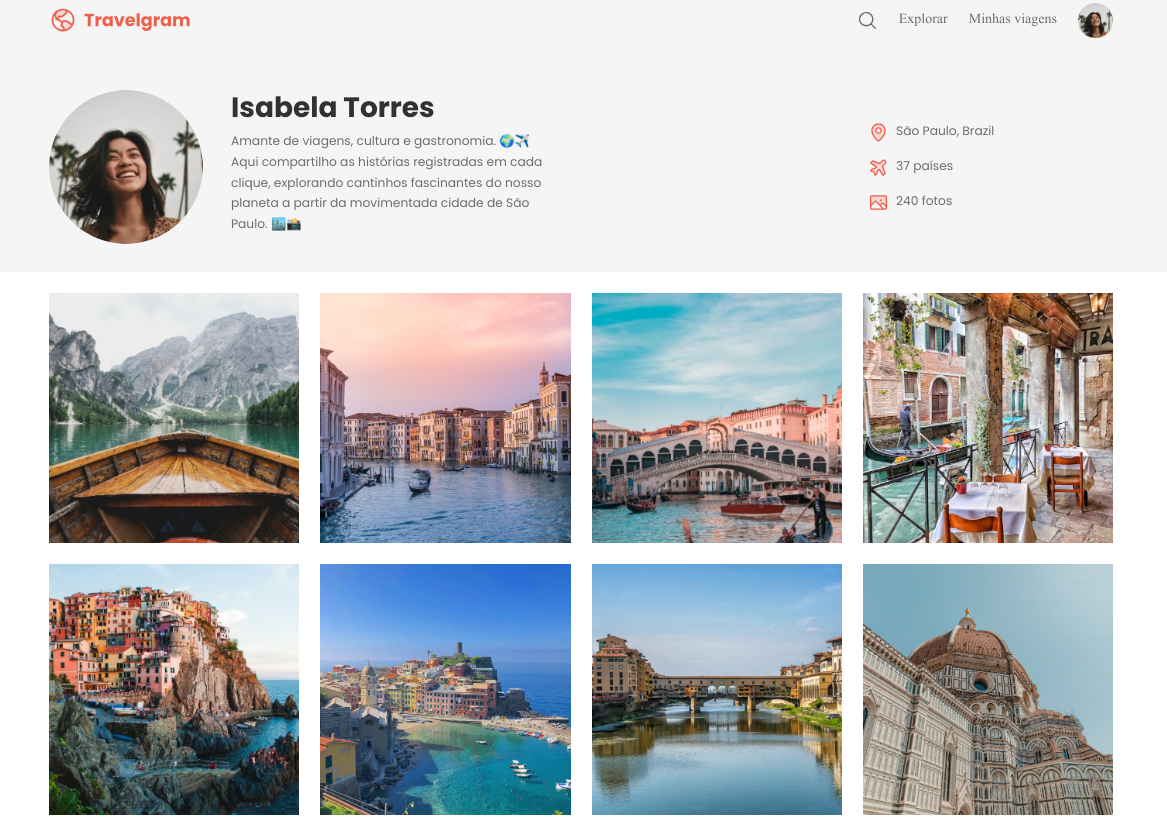 Travelgram
Explorar
Minhas viagens
Isabela Torres
Amante de viagens, cultura e gastronomia. 🌍✈️
Aqui compartilho as histórias registradas em cada
clique, explorando cantinhos fascinantes do nosso
planeta a partir da movimentada cidade de São
Paulo. 🏙️📸
São Paulo, Brazil
37 países
240 fotos
TRA